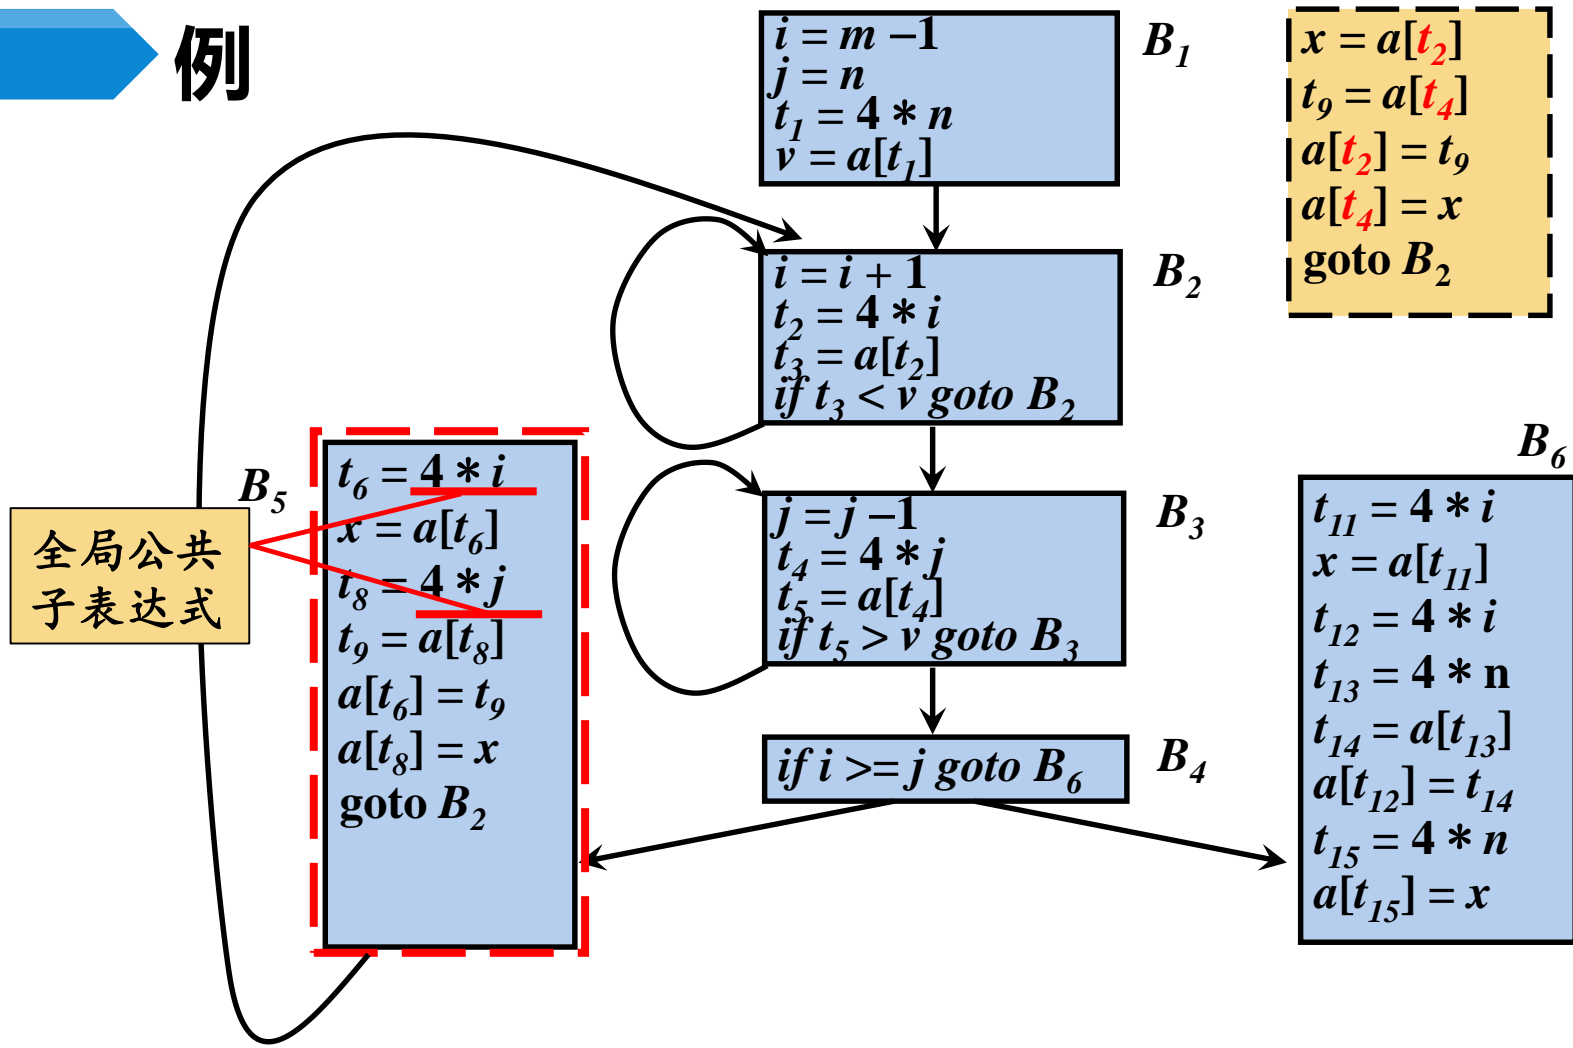 例
i = m −1
j = n
t₁ = 4 * n
v = a[t₁]
B₁
x = a[t₂]
t₉ = a[t₄]
a[t₂] = t₉
a[t₄] = x
goto B₂
i = i + 1
t₂ = 4 * i
t₃ = a[t₂]
if t₃ < v goto B₂
B₂
j = j −1
t₄ = 4 * j
t₅ = a[t₄]
if t₅ > v goto B₃
B₃
if i >= j goto B₆
B₄
全局公共
子表达式
B₅
t₆ = 4 * i
x = a[t₆]
t₈ = 4 * j
t₉ = a[t₈]
a[t₆] = t₉
a[t₈] = x
goto B₂
B₆
t₁₁ = 4 * i
x = a[t₁₁]
t₁₂ = 4 * i
t₁₃ = 4 * n
t₁₄ = a[t₁₃]
a[t₁₂] = t₁₄
t₁₅ = 4 * n
a[t₁₅] = x